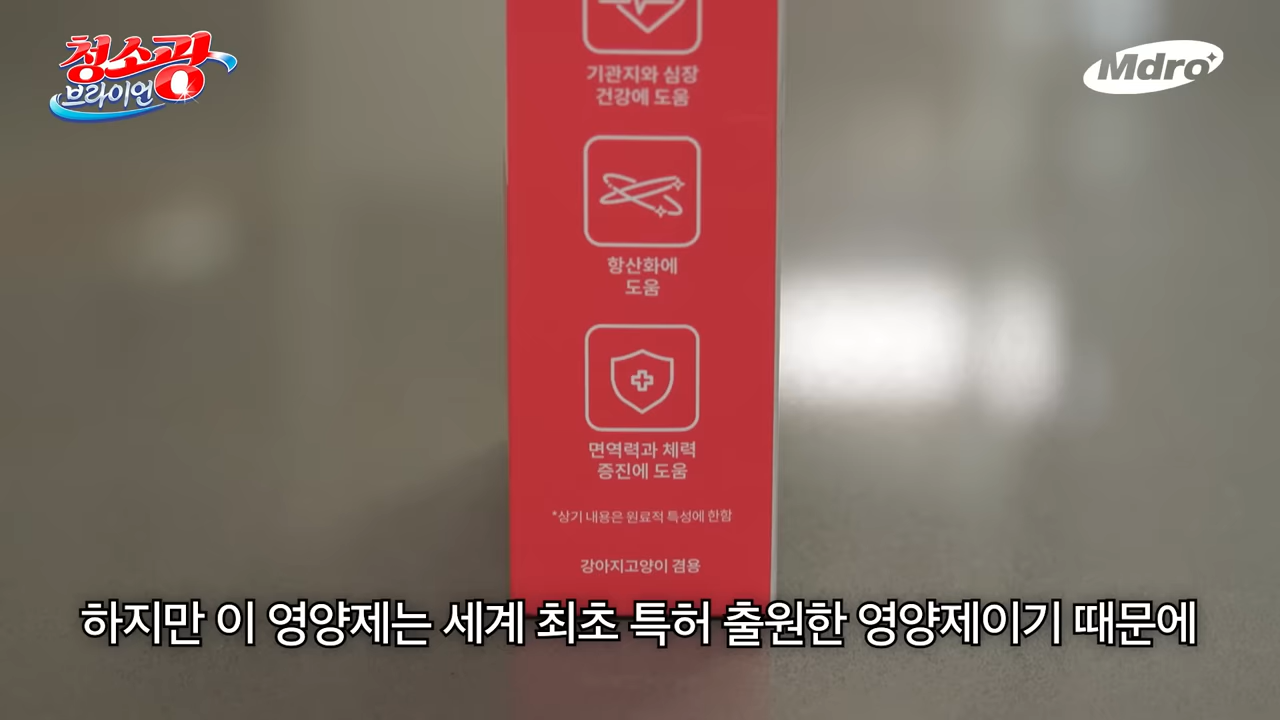 청소광
브라이언
Mdro
기관지와 심장
건강에 도움
항산화에
도움
면역력과 체력
증진에 도움
*상기 내용은 원료적 특성에 한함
강아지고양이 겸용
하지만 이 영양제는 세계 최초 특허 출원한 영양제이기 때문에